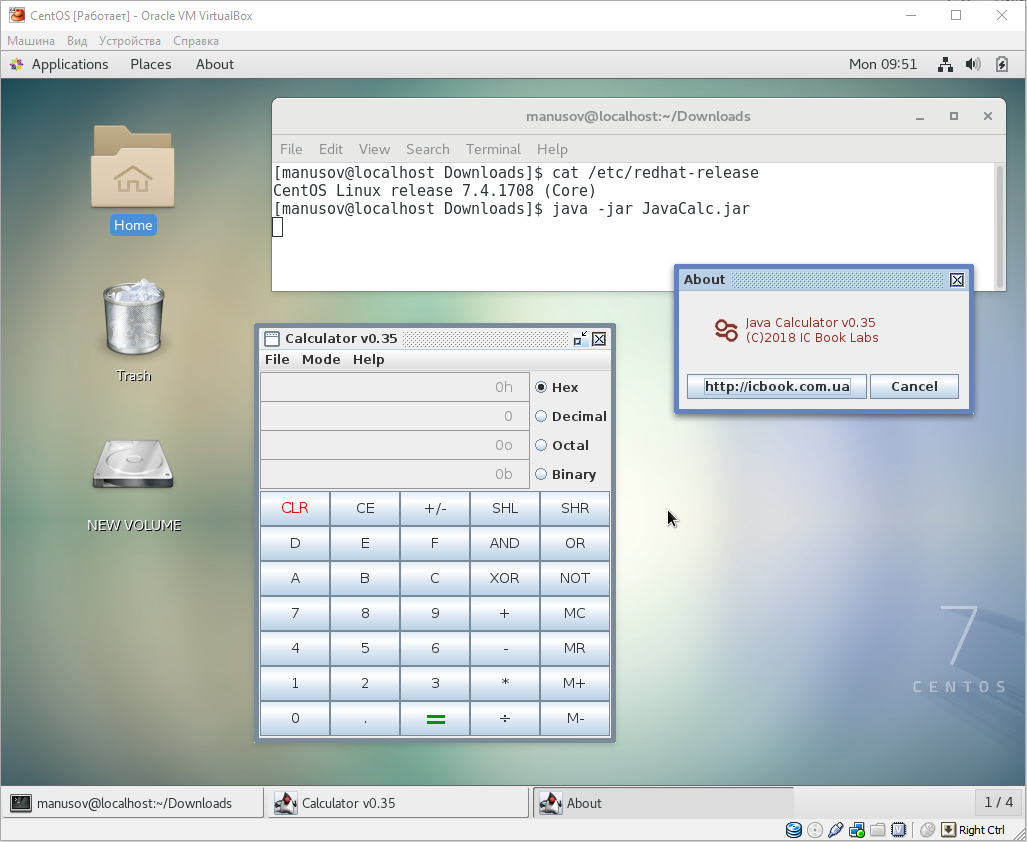 CentOS [Работает] - Oracle VM VirtualBox
Машина Вид Устройства Справка
Applications Places About Mon 09:51
manusov@localhost:~/Downloads
File Edit View Search Terminal Help
[manusov@localhost Downloads]$ cat /etc/redhat-release
CentOS Linux release 7.4.1708 (Core)
[manusov@localhost Downloads]$ java -jar JavaCalc.jar
Home
Trash
NEW VOLUME
About
Java Calculator v0.35
(C)2018 IC Book Labs
http://icbook.com.ua Cancel
Calculator v0.35
File Mode Help
0h Hex
0 Decimal
0o Octal
0b Binary
CLR CE +/- SHL SHR
D E F AND OR
A B C XOR NOT
7 8 9 + MC
4 5 6 - MR
1 2 3 * M+
0 . = ÷ M-
7
CENTOS
manusov@localhost:~/Downloads Calculator v0.35 About 1 / 4
Right Ctrl